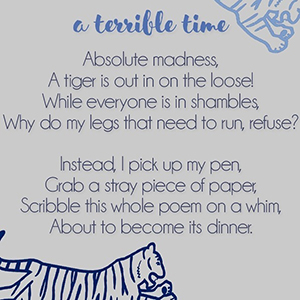 a terrible time
Absolute madness,
A tiger is out in on the loose!
While everyone is in shambles,
Why do my legs that need to run, refuse?
Instead, I pick up my pen,
Grab a stray piece of paper,
Scribble this whole poem on a whim,
About to become its dinner.